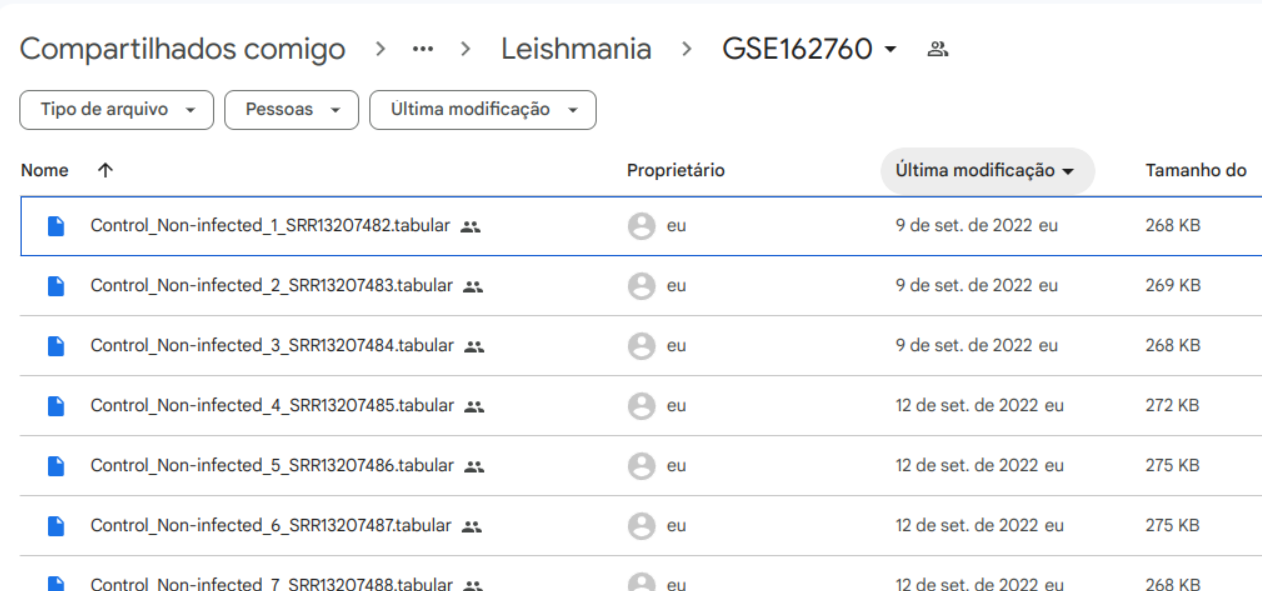 Compartilhados comigo > ... > Leishmania > GSE162760
Tipo de arquivo Pessoas Última modificação
Nome Proprietário Última modificação Tamanho do
Control_Non-infected_1_SRR13207482.tabular eu 9 de set. de 2022 eu 268 KB
Control_Non-infected_2_SRR13207483.tabular eu 9 de set. de 2022 eu 269 KB
Control_Non-infected_3_SRR13207484.tabular eu 9 de set. de 2022 eu 268 KB
Control_Non-infected_4_SRR13207485.tabular eu 12 de set. de 2022 eu 272 KB
Control_Non-infected_5_SRR13207486.tabular eu 12 de set. de 2022 eu 275 KB
Control_Non-infected_6_SRR13207487.tabular eu 12 de set. de 2022 eu 275 KB
Control_Non-infected_7_SRR13207488.tabular eu 12 de set. de 2022 eu 268 KB